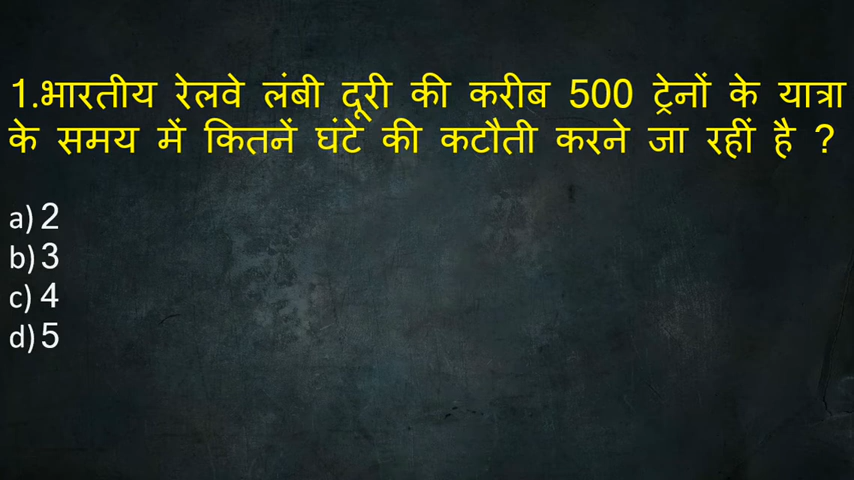 1.भारतीय रेलवे लंबी दूरी की करीब 500 ट्रेनों के यात्रा
के समय में कितनें घंटे की कटौती करने जा रहीं है ?
a) 2
b) 3
c) 4
d) 5